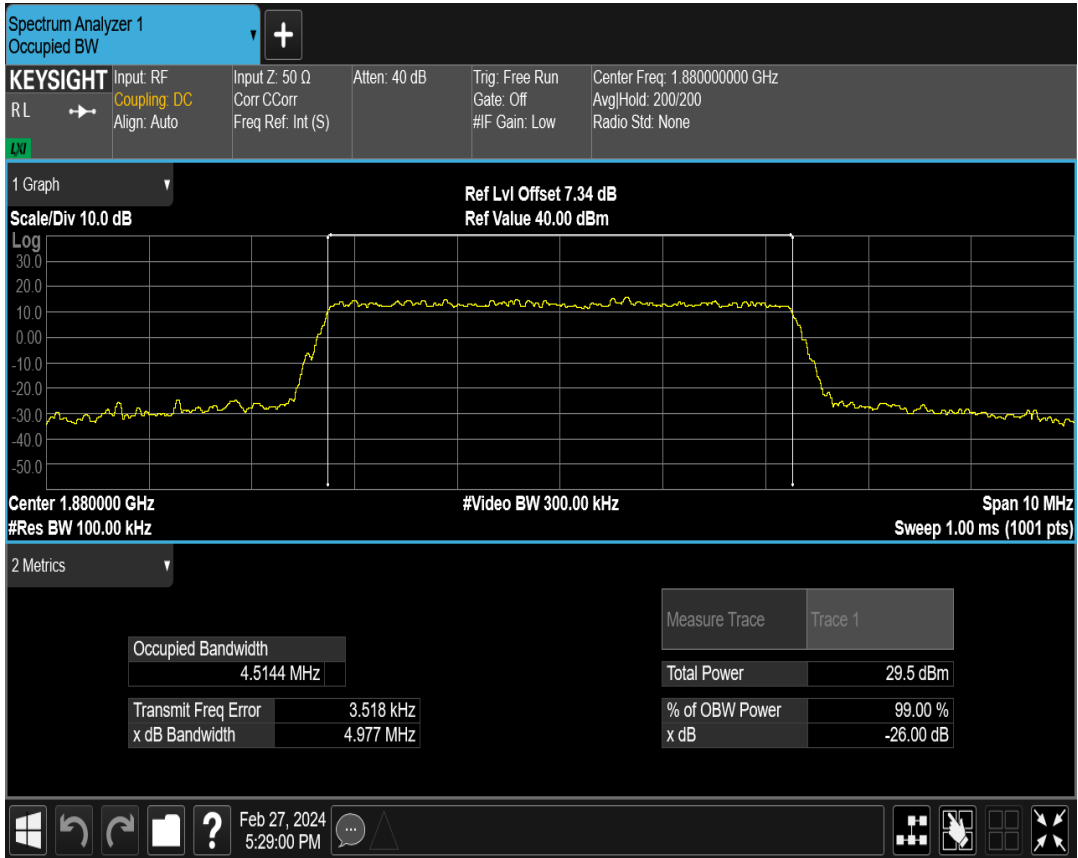 Spectrum Analyzer 1
Occupied BW
+
KEYSIGHT
RL
LXI
Input: RF
Coupling: DC
Align: Auto
Input Z: 50 Ω
Corr CCorr
Freq Ref: Int (S)
Atten: 40 dB
Trig: Free Run
Gate: Off
#IF Gain: Low
Center Freq: 1.880000000 GHz
Avg|Hold: 200/200
Radio Std: None
1 Graph
Scale/Div 10.0 dB
Ref Lvl Offset 7.34 dB
Ref Value 40.00 dBm
Log
30.0
20.0
10.0
0.00
-10.0
-20.0
-30.0
-40.0
-50.0
Center 1.880000 GHz
#Video BW 300.00 kHz
Span 10 MHz
#Res BW 100.00 kHz
Sweep 1.00 ms (1001 pts)
2 Metrics
Measure Trace Trace 1
Occupied Bandwidth
4.5144 MHz
Total Power 29.5 dBm
Transmit Freq Error 3.518 kHz
% of OBW Power 99.00 %
x dB Bandwidth 4.977 MHz
x dB -26.00 dB
?
Feb 27, 2024
5:29:00 PM